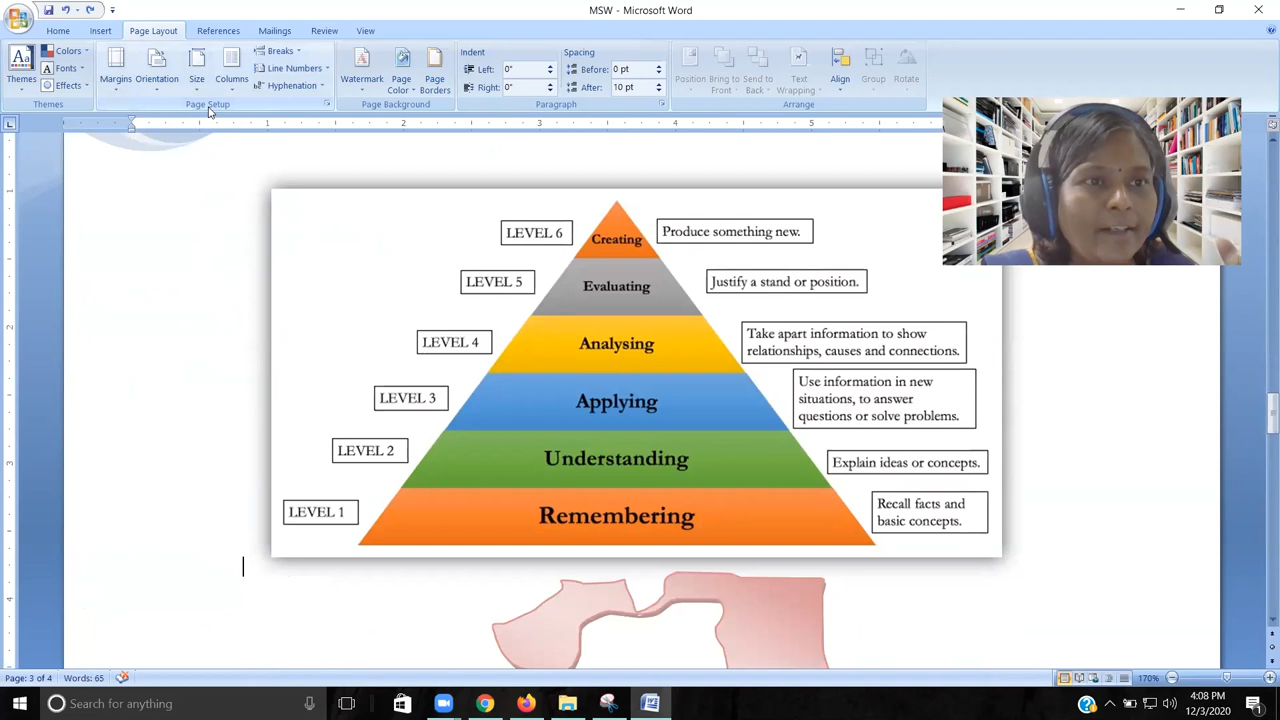 MSW - Microsoft Word
Home Insert Page Layout References Mailings Review View
Themes Colors Fonts Effects
Margins Orientation Size Columns Breaks Line Numbers Hyphenation
Watermark Page Color Page Borders
Indent Left: 0" Right: 0"
Spacing Before: 0 pt After: 10 pt
Position Bring to Front Send to Back Text Wrapping Align Group Rotate
Themes Page Setup Page Background Paragraph Arrange
1 2 3 4 5
LEVEL 6 Creating Produce something new.
LEVEL 5 Evaluating Justify a stand or position.
LEVEL 4 Analysing Take apart information to show
relationships, causes and connections.
LEVEL 3 Applying Use information in new
situations, to answer
questions or solve problems.
LEVEL 2 Understanding Explain ideas or concepts.
LEVEL 1 Remembering Recall facts and
basic concepts.
Page: 3 of 4 Words: 65 170%
Search for anything
4:08 PM
12/3/2020